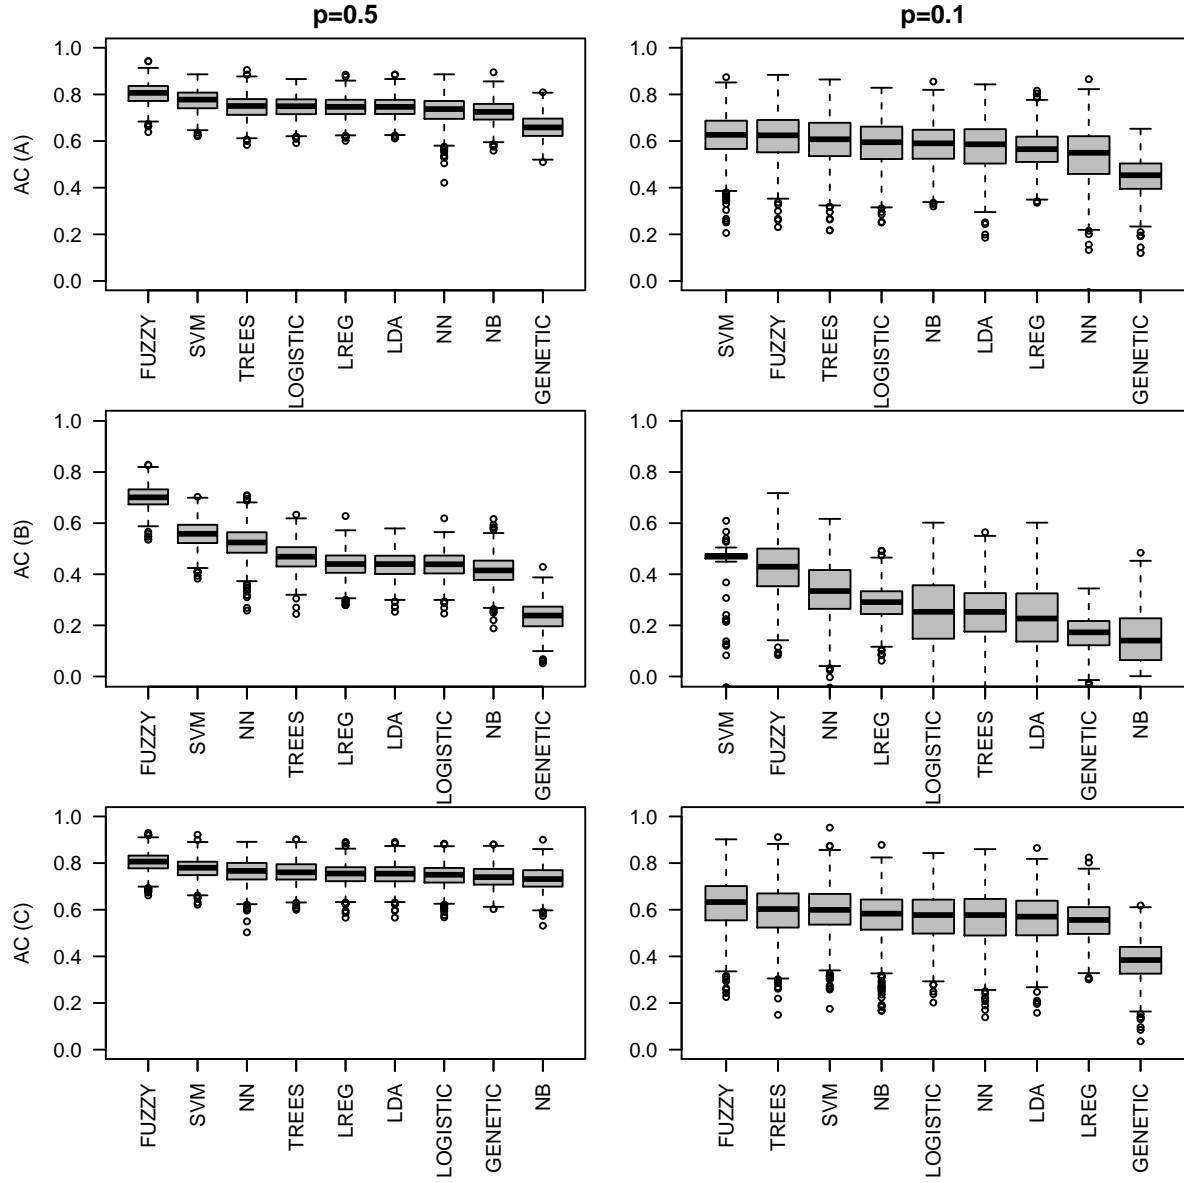 p=0.5
p=0.1
AC (A)
1.0
0.8
0.6
0.4
0.2
0.0
FUZZY
SVM
TREES
LOGISTIC
LREG
LDA
NN
NB
GENETIC
1.0
0.8
0.6
0.4
0.2
0.0
SVM
FUZZY
TREES
LOGISTIC
NB
LDA
LREG
NN
GENETIC
AC (B)
1.0
0.8
0.6
0.4
0.2
0.0
FUZZY
SVM
NN
TREES
LREG
LDA
LOGISTIC
NB
GENETIC
1.0
0.8
0.6
0.4
0.2
0.0
SVM
FUZZY
NN
LREG
LOGISTIC
TREES
LDA
GENETIC
NB
AC (C)
1.0
0.8
0.6
0.4
0.2
0.0
FUZZY
SVM
NN
TREES
LREG
LDA
LOGISTIC
GENETIC
NB
1.0
0.8
0.6
0.4
0.2
0.0
FUZZY
TREES
SVM
NB
LOGISTIC
NN
LDA
LREG
GENETIC